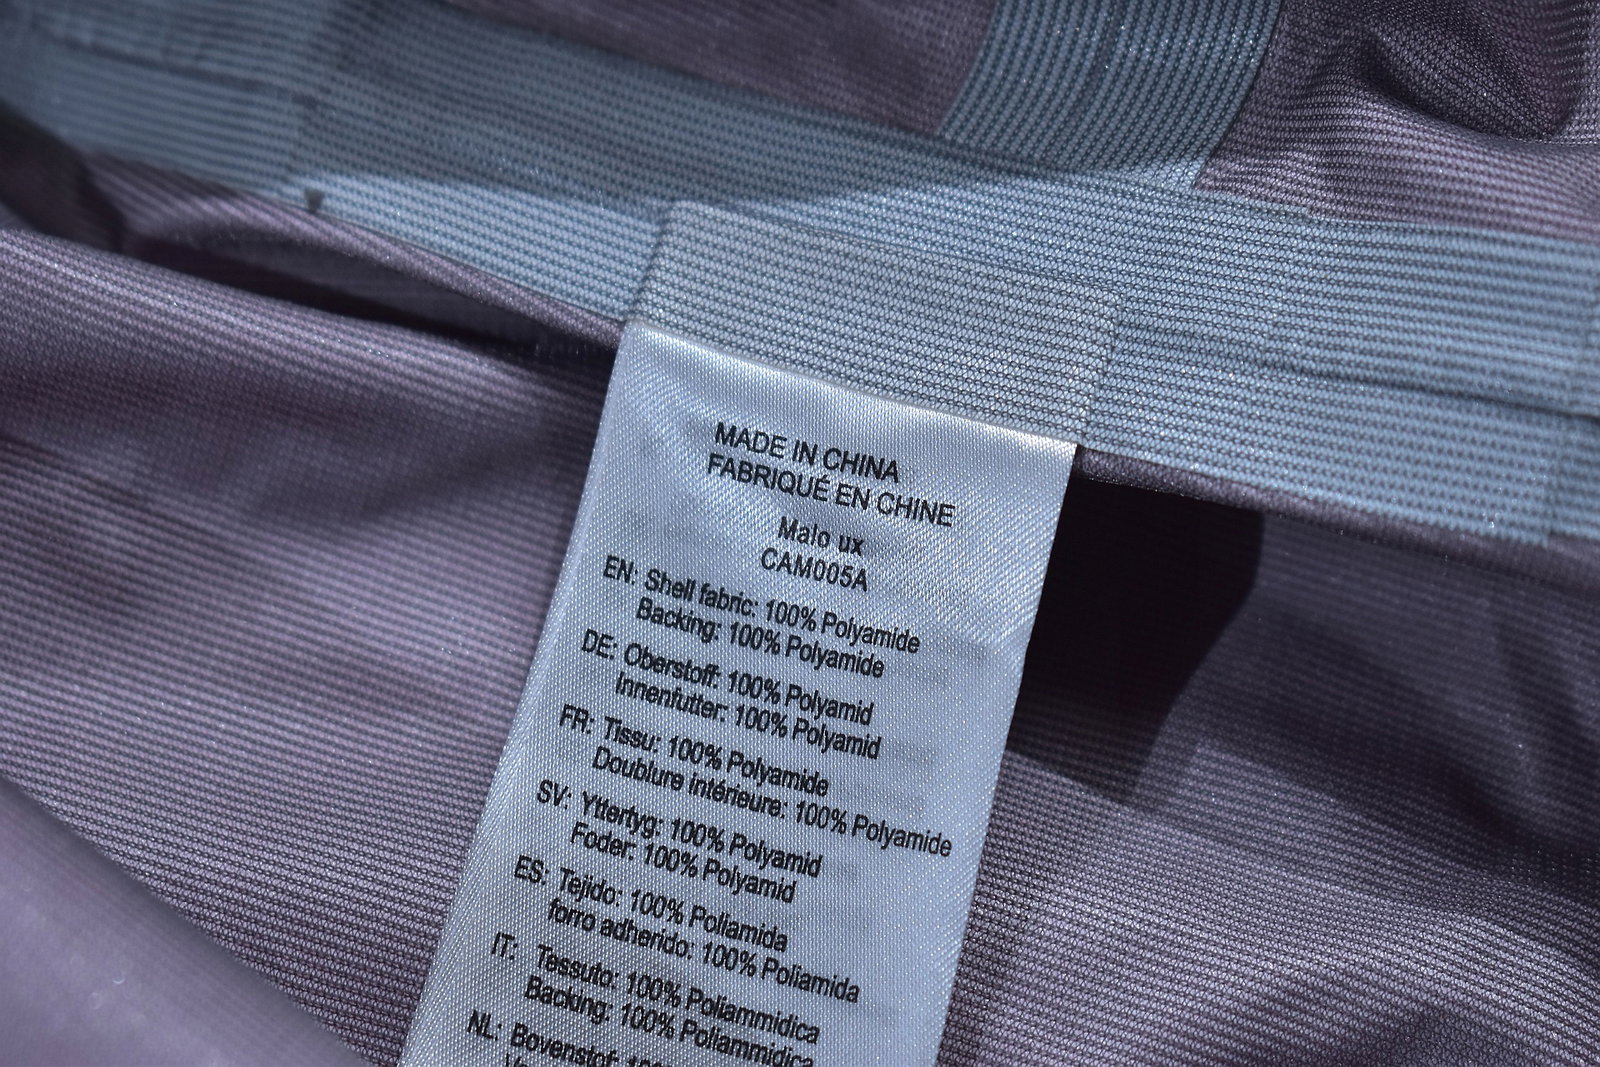 MADE IN CHINA
FABRIQUÉ EN CHINE
Malo ux
CAM005A
EN: Shell fabric: 100% Polyamide
Backing: 100% Polyamide
DE: Oberstoff: 100% Polyamid
Innenfutter: 100% Polyamid
FR: Tissu: 100% Polyamide
Doublure intérieure: 100% Polyamide
SV: Yttertyg: 100% Polyamid
Foder: 100% Polyamid
ES: Tejido: 100% Poliamida
forro adherido: 100% Poliamida
IT: Tessuto: 100% Poliammidica
Backing: 100% Poliammidica
NL: Bovenstof: